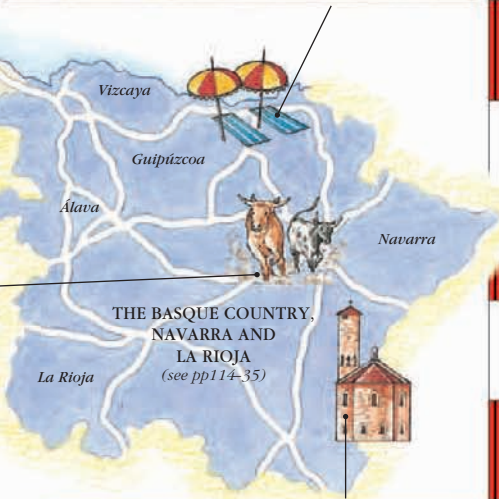 Vizcaya
Guipúzcoa
Álava
Navarra
THE BASQUE COUNTRY,
NAVARRA AND
LA RIOJA
(see pp114–35)
La Rioja